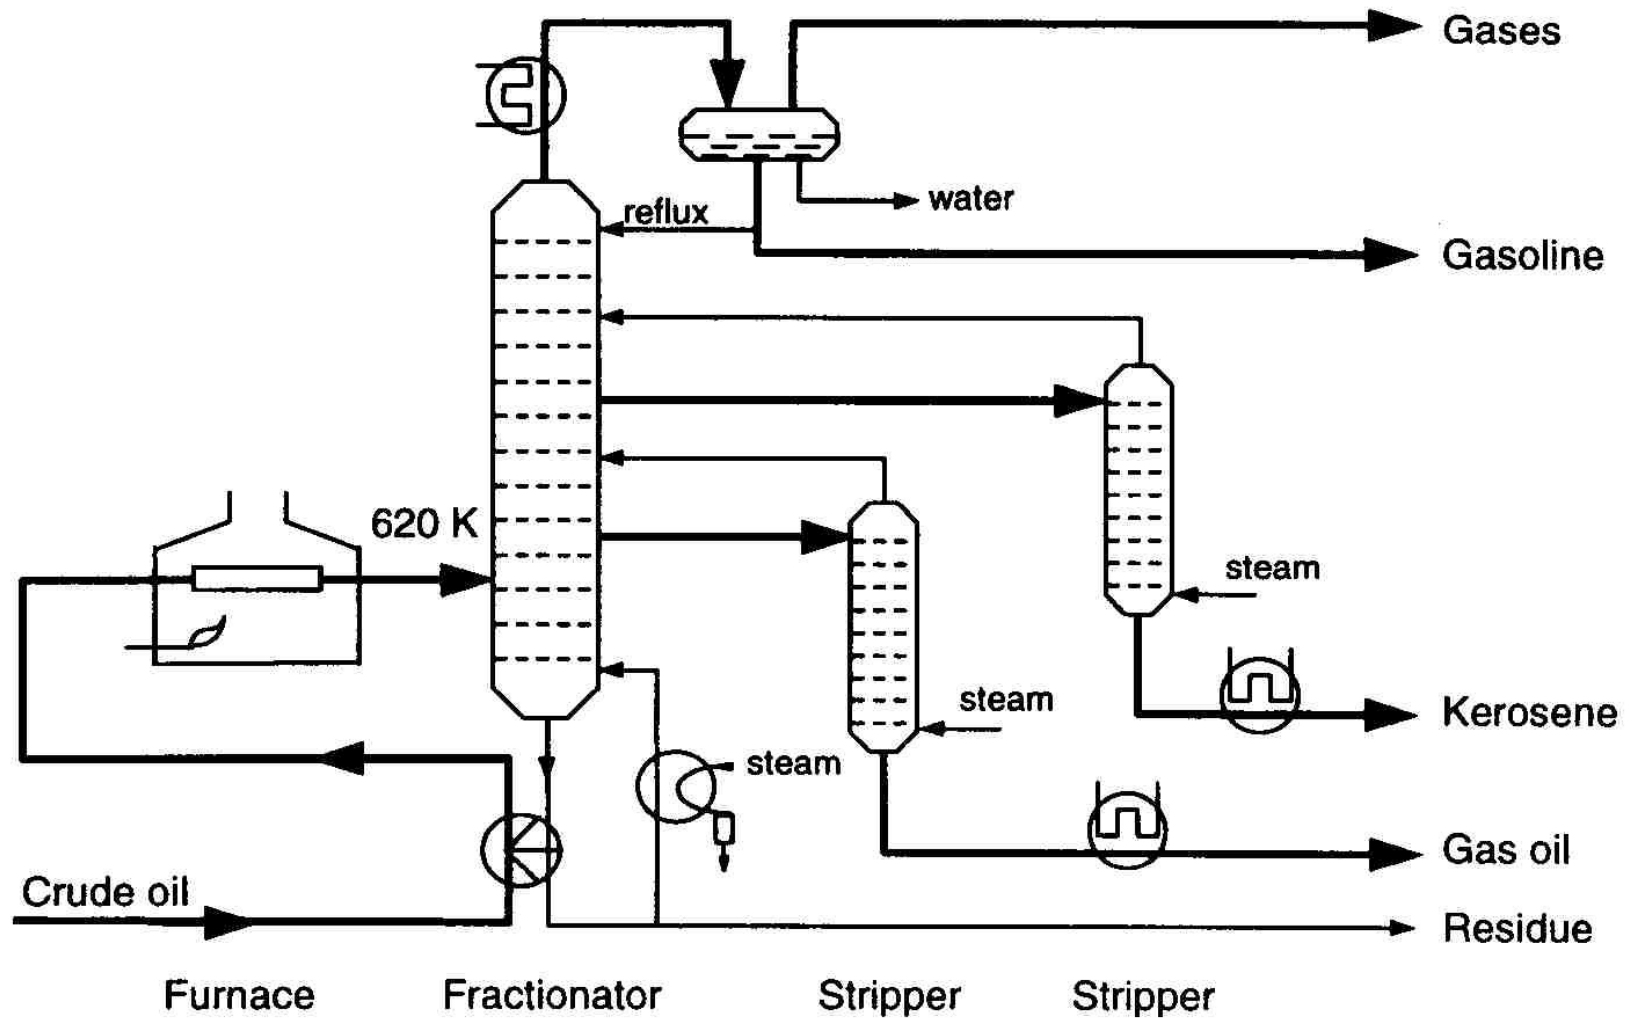 Gases
water
reflux
Gasoline
620 K
steam
steam
Kerosene
steam
Gas oil
Crude oil
Residue
Furnace Fractionator Stripper Stripper